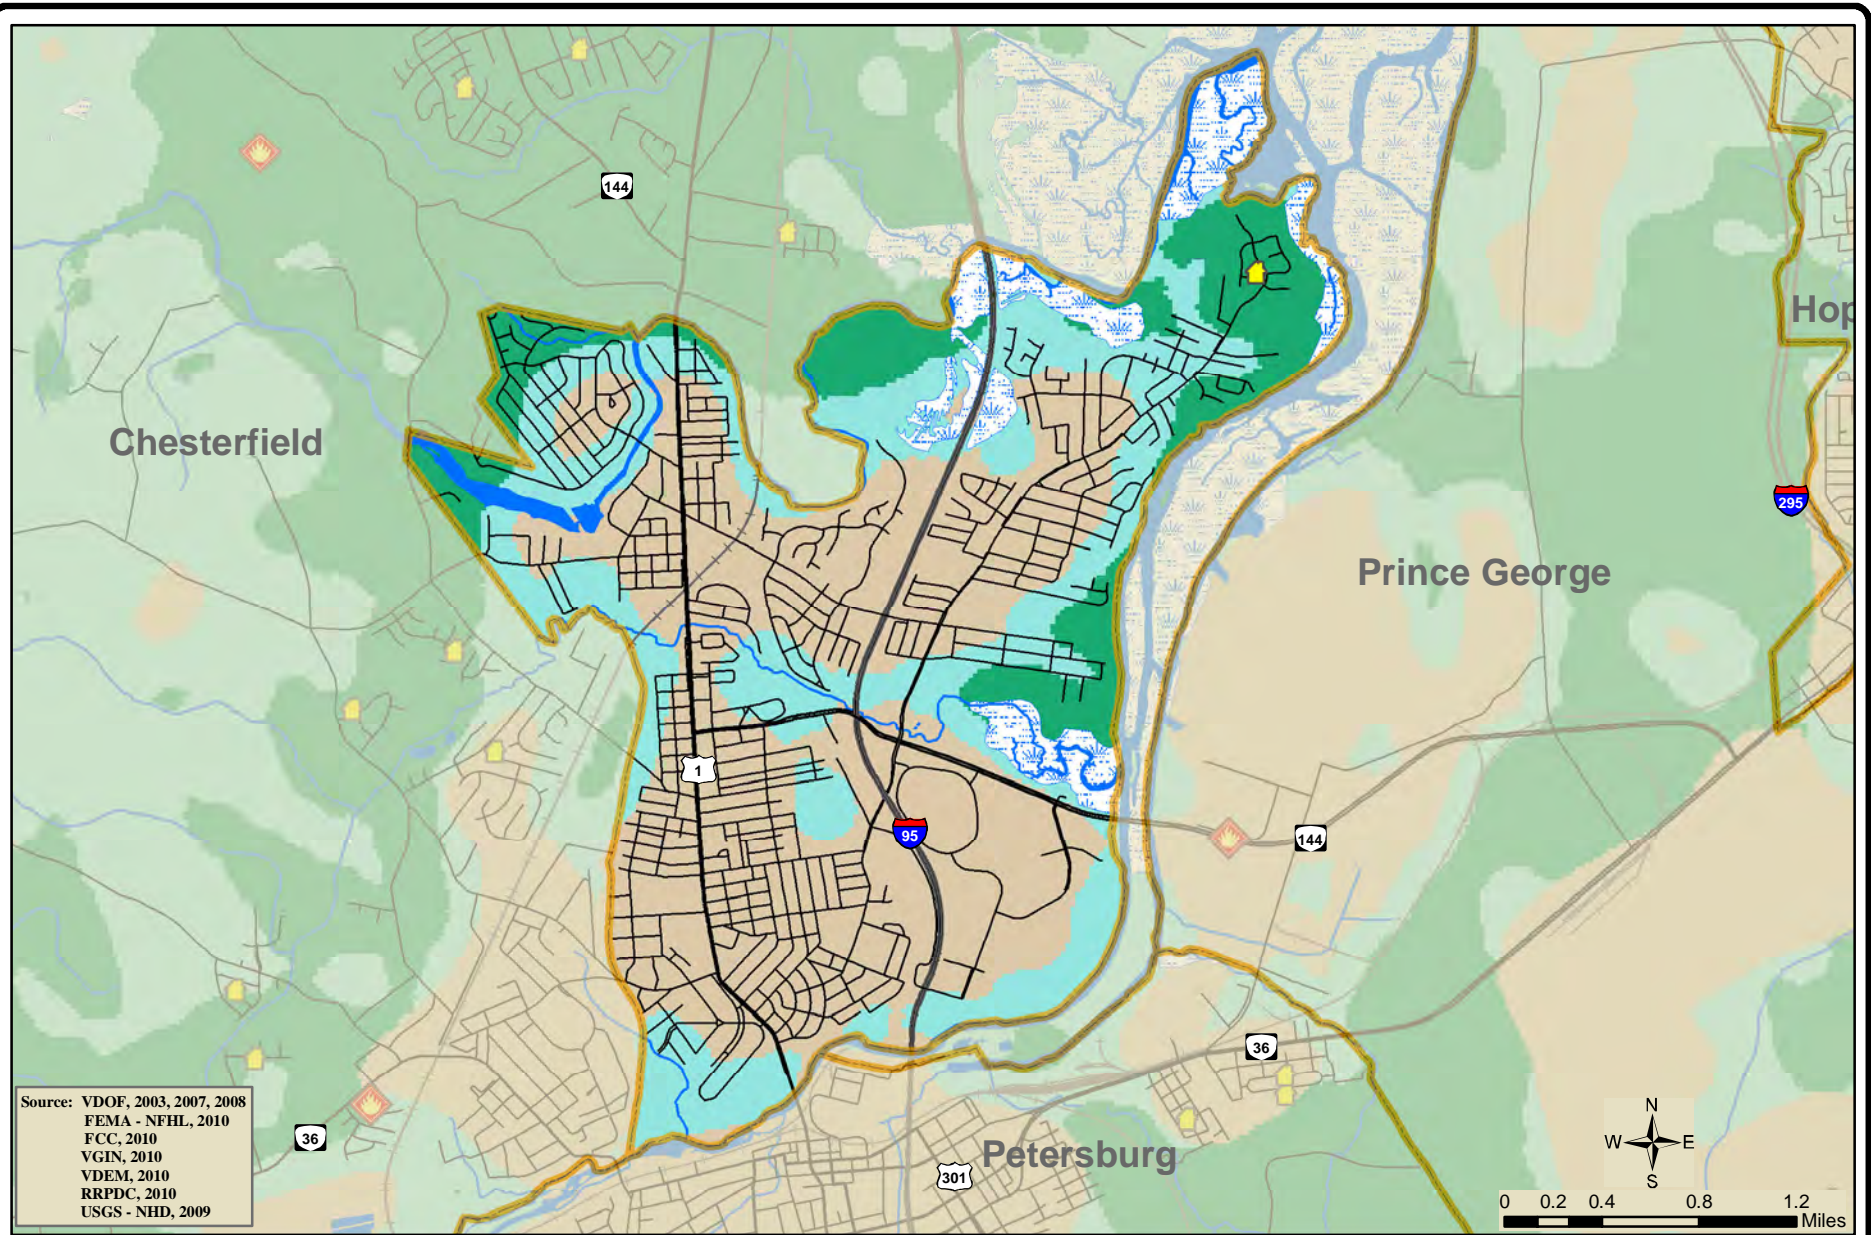 144
Hop
Chesterfield
295
Prince George
1
95
144
36
Source: VDOF, 2003, 2007, 2008
FEMA - NFHL, 2010
FCC, 2010
VGIN, 2010
VDEM, 2010
RRPDC, 2010
USGS - NHD, 2009
36
Petersburg
301
N
W E
S
0 0.2 0.4 0.8 1.2
Miles